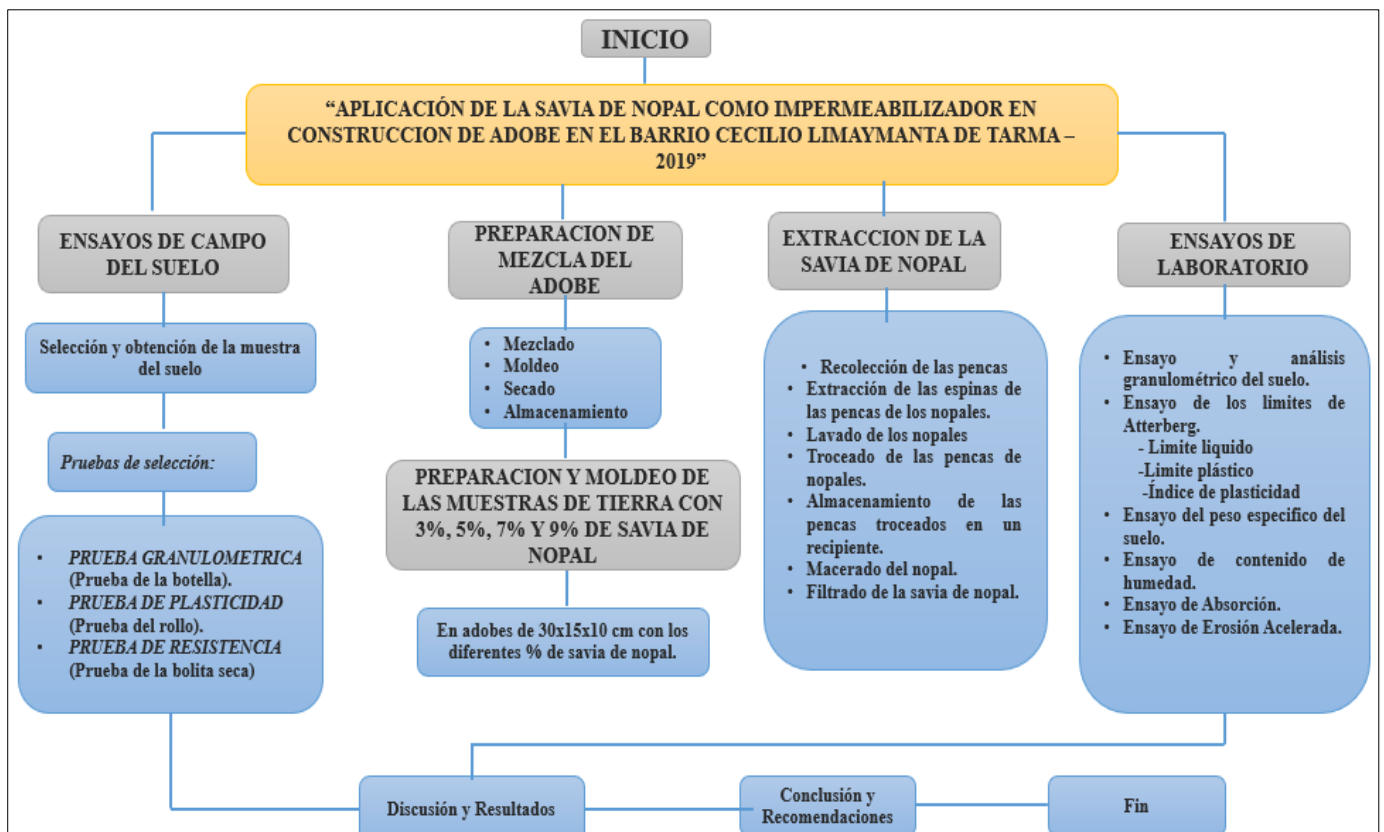 INICIO
“APLICACIÓN DE LA SAVIA DE NOPAL COMO IMPERMEABILIZADOR EN
CONSTRUCCION DE ADOBE EN EL BARRIO CECILIO LIMAYMANTA DE TARMA –
2019”
ENSAYOS DE CAMPO
DEL SUELO
Selección y obtención de la muestra
del suelo
Pruebas de selección:
• PRUEBA GRANULOMETRICA
(Prueba de la botella).
• PRUEBA DE PLASTICIDAD
(Prueba del rollo).
• PRUEBA DE RESISTENCIA
(Prueba de la bolita seca)
PREPARACION DE
MEZCLA DEL
ADOBE
• Mezclado
• Moldeo
• Secado
• Almacenamiento
PREPARACION Y MOLDEO DE
LAS MUESTRAS DE TIERRA CON
3%, 5%, 7% Y 9% DE SAVIA DE
NOPAL
En adobes de 30x15x10 cm con los
diferentes % de savia de nopal.
EXTRACCION DE LA
SAVIA DE NOPAL
• Recolección de las pencas
• Extracción de las espinas de
las pencas de los nopales.
• Lavado de los nopales
• Troceado de las pencas de
nopales.
• Almacenamiento de las
pencas troceados en un
recipiente.
• Macerado del nopal.
• Filtrado de la savia de nopal.
ENSAYOS DE
LABORATORIO
• Ensayo y análisis
granulométrico del suelo.
• Ensayo de los limites de
Atterberg.
- Limite liquido
-Limite plástico
-Índice de plasticidad
• Ensayo del peso especifico del
suelo.
• Ensayo de contenido de
humedad.
• Ensayo de Absorción.
• Ensayo de Erosión Acelerada.
Discusión y Resultados
Conclusión y
Recomendaciones
Fin